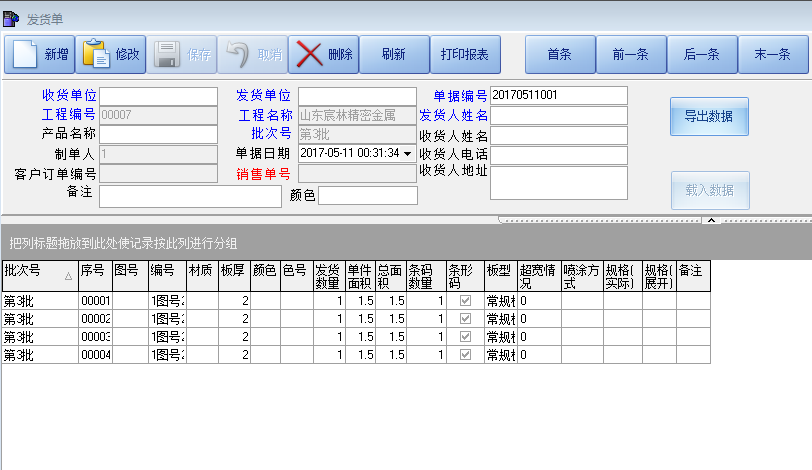 发货单
新增 修改 保存 取消 删除 刷新 打印报表 首条 前一条 后一条 末一条
收货单位 发货单位 单据编号 20170511001
工程编号 00007 工程名称 山东宸林精密金属 发货人姓名
产品名称 批次号 第3批 收货人姓名
制单人 1 单据日期 2017-05-11 00:31:34 收货人电话
客户订单编号 销售单号 收货人地址
备注 颜色
导出数据
载入数据
把列标题拖放到此处使记录按此列进行分组
批次号 序号 图号 编号 材质 板厚 颜色 色号 发货数量 单件面积 总面积 条码数量 条形码 板型 超宽情况 喷涂方式 规格(实际) 规格(展开) 备注
第3批 00001 1图号2 2 1 1.5 1.5 1 常规 0
第3批 00002 1图号2 2 1 1.5 1.5 1 常规 0
第3批 00003 1图号2 2 1 1.5 1.5 1 常规 0
第3批 00004 1图号2 2 1 1.5 1.5 1 常规 0